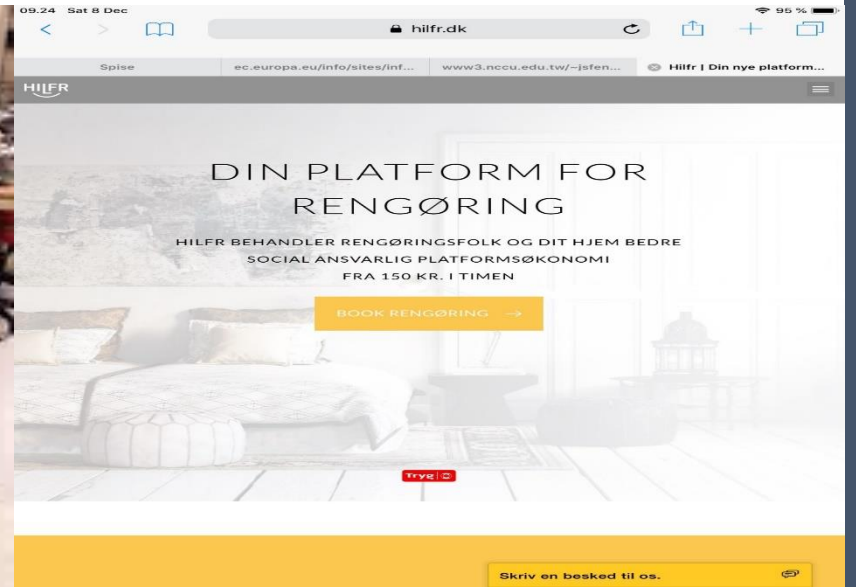 09.24 Sat 8 Dec
95 %
hilfr.dk
Spise
ec.europa.eu/info/sites/inf...
www3.nccu.edu.tw/~jsfen...
Hilfr | Din nye platform...
HILFR
DIN PLATFORM FOR
RENGØRING
HILFR BEHANDLER RENGØRINGSFOLK OG DIT HJEM BEDRE
SOCIAL ANSVARLIG PLATFORMSØKONOMI
FRA 150 KR. I TIMEN
BOOK RENGØRING →
Tryg
Skriv en besked til os.